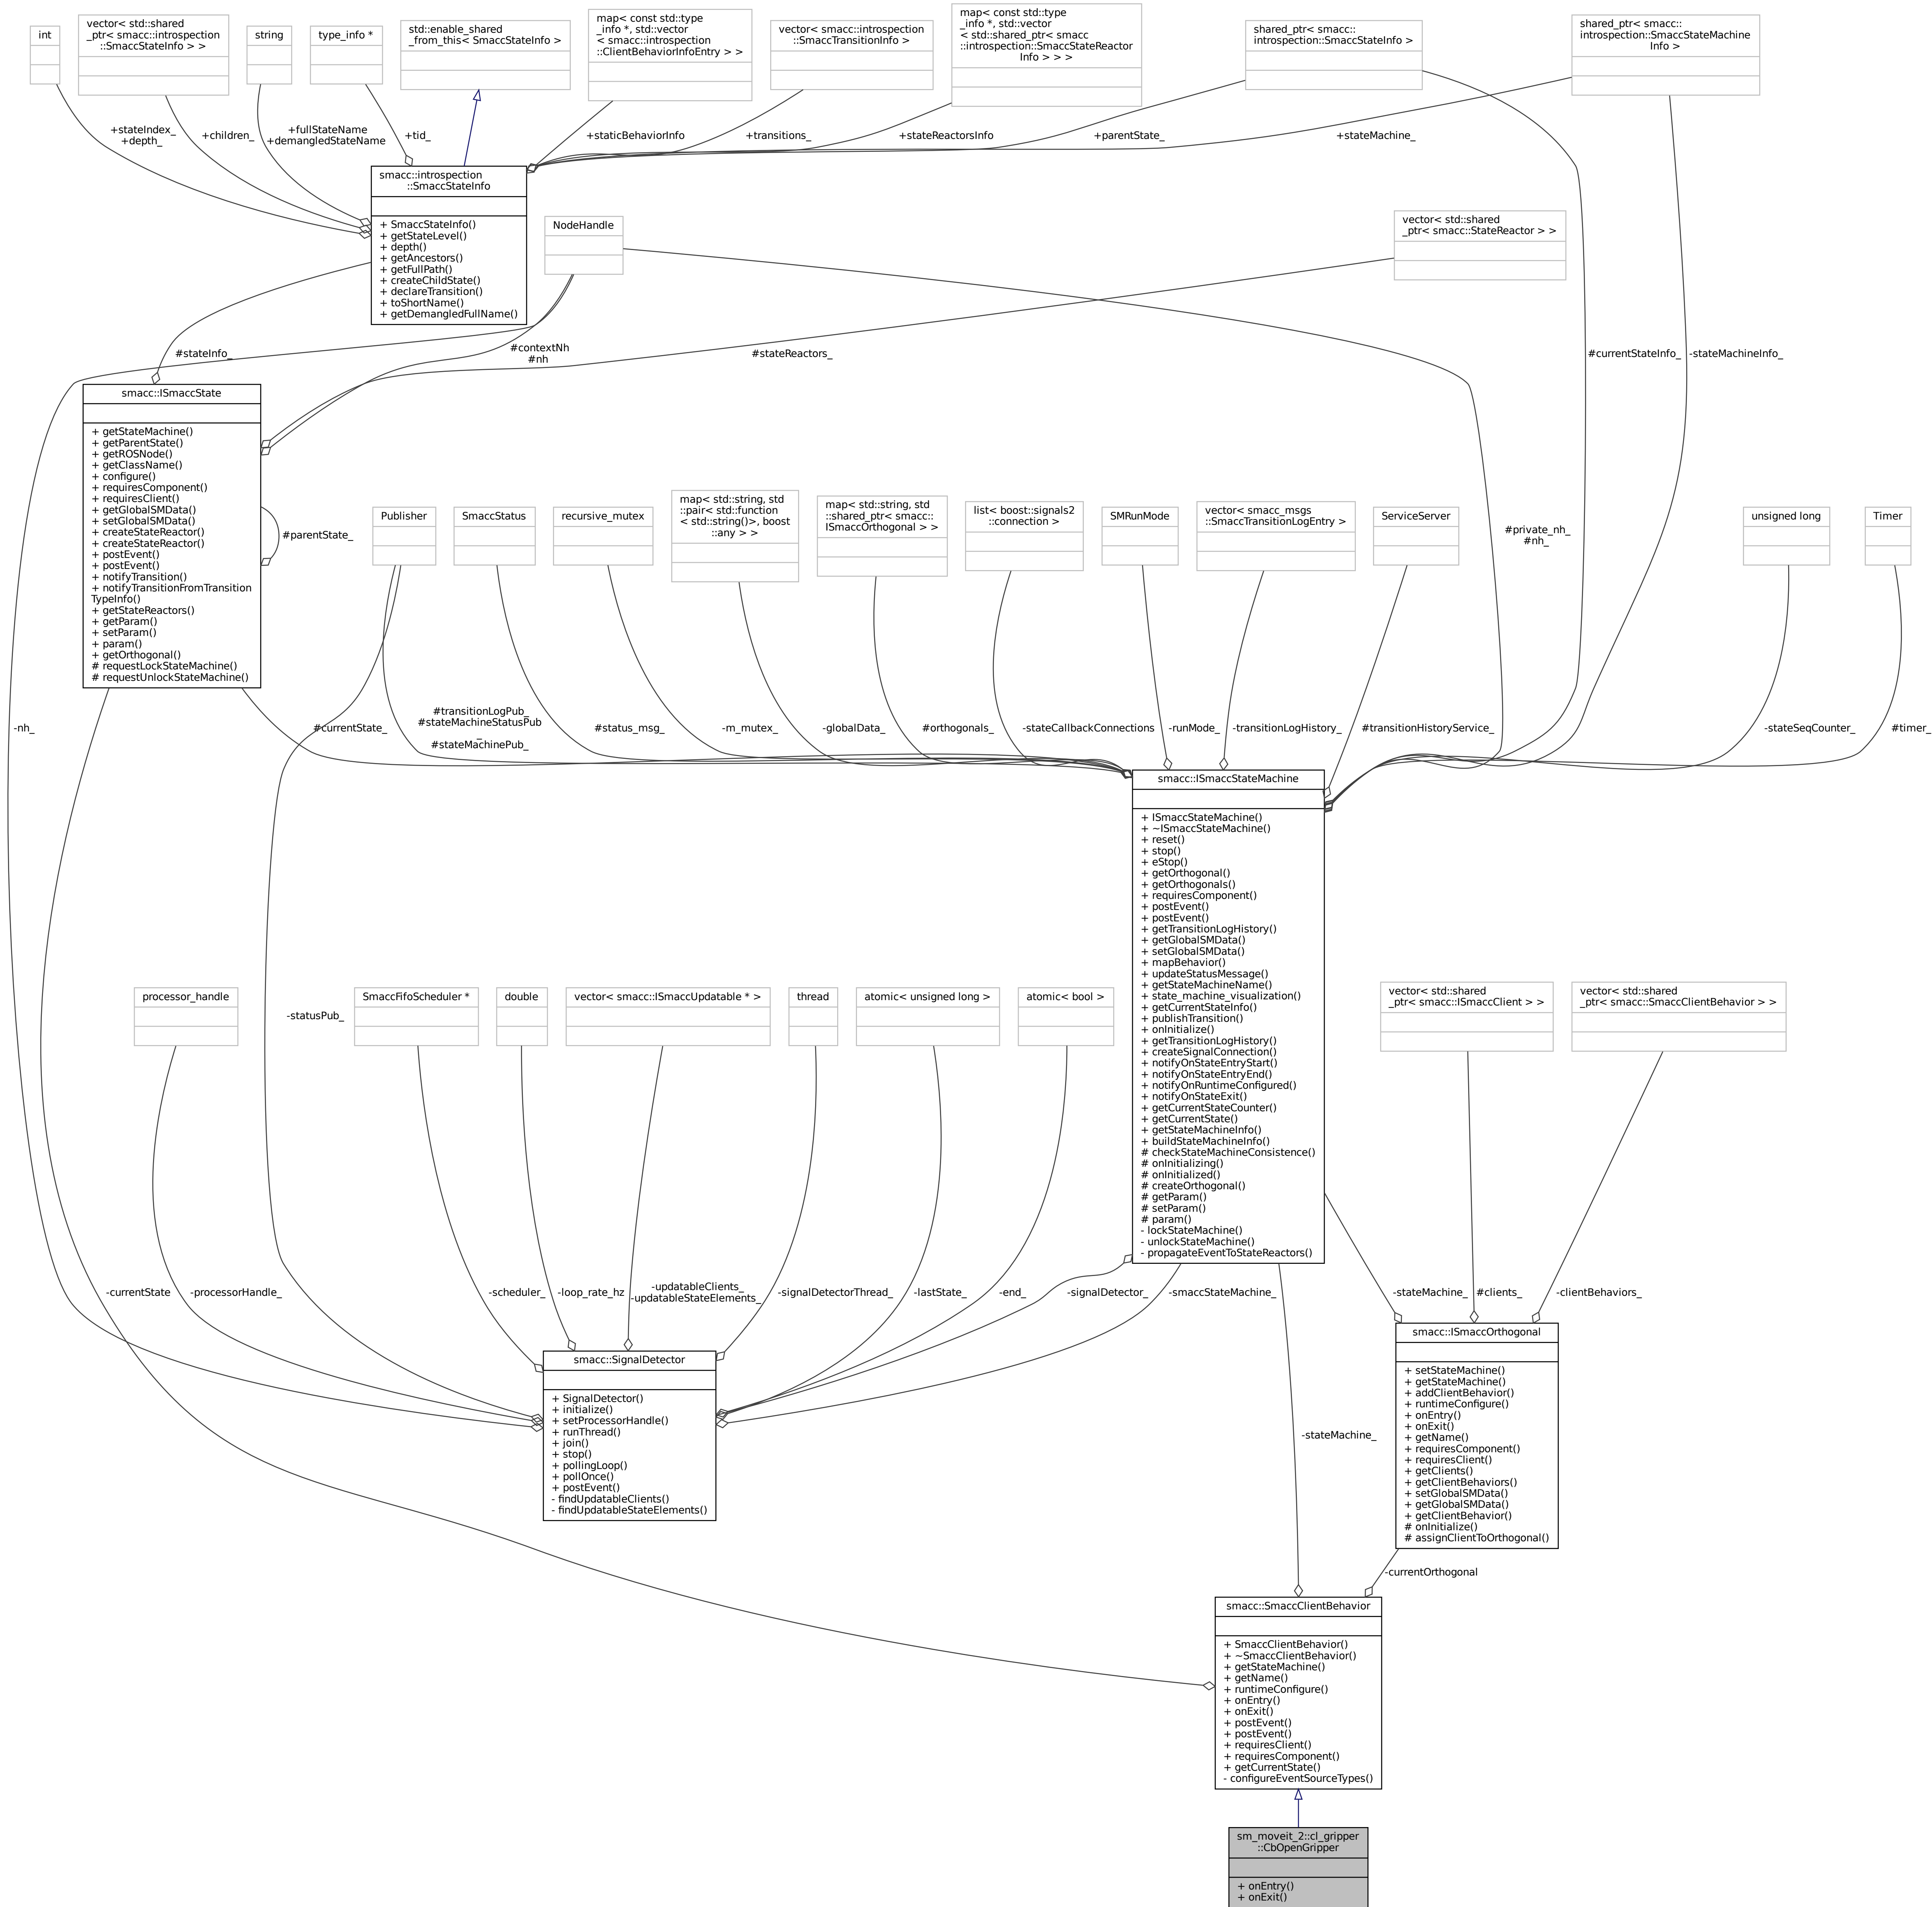 int
vector< std::shared
_ptr< smacc::introspection
::SmaccStateInfo > >
string
type_info *
std::enable_shared
_from_this< SmaccStateInfo >
map< const std::type
_info *, std::vector
< smacc::introspection
::ClientBehaviorInfoEntry > >
vector< smacc::introspection
::SmaccTransitionInfo >
map< const std::type
_info *, std::vector
< std::shared_ptr< smacc
::introspection::SmaccStateReactor
Info > > >
shared_ptr< smacc::
introspection::SmaccStateInfo >
shared_ptr< smacc::
introspection::SmaccStateMachine
Info >
+stateIndex_
+depth_
+children_
+fullStateName
+demangledStateName
+tid_
+staticBehaviorInfo
+transitions_
+stateReactorsInfo
+parentState_
+stateMachine_
smacc::introspection
::SmaccStateInfo
+ SmaccStateInfo()
+ getStateLevel()
+ depth()
+ getAncestors()
+ getFullPath()
+ createChildState()
+ declareTransition()
+ toShortName()
+ getDemangledFullName()
NodeHandle
vector< std::shared
_ptr< smacc::StateReactor > >
#stateInfo_
#contextNh
#nh
#stateReactors_
#currentStateInfo_
-stateMachineInfo_
smacc::ISmaccState
+ getStateMachine()
+ getParentState()
+ getROSNode()
+ getClassName()
+ configure()
+ requiresComponent()
+ requiresClient()
+ getGlobalSMData()
+ setGlobalSMData()
+ createStateReactor()
+ createStateReactor()
+ postEvent()
+ postEvent()
+ notifyTransition()
+ notifyTransitionFromTransition
TypeInfo()
+ getStateReactors()
+ getParam()
+ setParam()
+ param()
+ getOrthogonal()
# requestLockStateMachine()
# requestUnlockStateMachine()
#parentState_
Publisher
SmaccStatus
recursive_mutex
map< std::string, std
::pair< std::function
< std::string()>, boost
::any > >
map< std::string, std
::shared_ptr< smacc::
ISmaccOrthogonal > >
list< boost::signals2
::connection >
SMRunMode
vector< smacc_msgs
::SmaccTransitionLogEntry >
ServiceServer
#private_nh_
#nh_
unsigned long
Timer
-nh_
#currentState_
#transitionLogPub_
#stateMachineStatusPub
_
#stateMachinePub_
#status_msg_
-m_mutex_
-globalData_
#orthogonals_
-stateCallbackConnections
-runMode_
-transitionLogHistory_
#transitionHistoryService_
-stateSeqCounter_
#timer_
smacc::ISmaccStateMachine
+ ISmaccStateMachine()
+ ~ISmaccStateMachine()
+ reset()
+ stop()
+ eStop()
+ getOrthogonal()
+ getOrthogonals()
+ requiresComponent()
+ postEvent()
+ postEvent()
+ getTransitionLogHistory()
+ getGlobalSMData()
+ setGlobalSMData()
+ mapBehavior()
+ updateStatusMessage()
+ getStateMachineName()
+ state_machine_visualization()
+ getCurrentStateInfo()
+ publishTransition()
+ onInitialize()
+ getTransitionLogHistory()
+ createSignalConnection()
+ notifyOnStateEntryStart()
+ notifyOnStateEntryEnd()
+ notifyOnRuntimeConfigured()
+ notifyOnStateExit()
+ getCurrentStateCounter()
+ getCurrentState()
+ getStateMachineInfo()
+ buildStateMachineInfo()
# checkStateMachineConsistence()
# onInitializing()
# onInitialized()
# createOrthogonal()
# getParam()
# setParam()
# param()
- lockStateMachine()
- unlockStateMachine()
- propagateEventToStateReactors()
processor_handle
-statusPub_
SmaccFifoScheduler *
double
vector< smacc::ISmaccUpdatable * >
thread
atomic< unsigned long >
atomic< bool >
vector< std::shared
_ptr< smacc::ISmaccClient > >
vector< std::shared
_ptr< smacc::SmaccClientBehavior > >
-currentState
-processorHandle_
-scheduler_
-loop_rate_hz
-updatableClients_
-updatableStateElements_
-signalDetectorThread_
-lastState_
-end_
-signalDetector_
-smaccStateMachine_
-stateMachine_
#clients_
-clientBehaviors_
smacc::SignalDetector
+ SignalDetector()
+ initialize()
+ setProcessorHandle()
+ runThread()
+ join()
+ stop()
+ pollingLoop()
+ pollOnce()
+ postEvent()
- findUpdatableClients()
- findUpdatableStateElements()
-stateMachine_
smacc::ISmaccOrthogonal
+ setStateMachine()
+ getStateMachine()
+ addClientBehavior()
+ runtimeConfigure()
+ onEntry()
+ onExit()
+ getName()
+ requiresComponent()
+ requiresClient()
+ getClients()
+ getClientBehaviors()
+ setGlobalSMData()
+ getGlobalSMData()
+ getClientBehavior()
# onInitialize()
# assignClientToOrthogonal()
-currentOrthogonal
smacc::SmaccClientBehavior
+ SmaccClientBehavior()
+ ~SmaccClientBehavior()
+ getStateMachine()
+ getName()
+ runtimeConfigure()
+ onEntry()
+ onExit()
+ postEvent()
+ postEvent()
+ requiresClient()
+ requiresComponent()
+ getCurrentState()
- configureEventSourceTypes()
sm_moveit_2::cl_gripper
::CbOpenGripper
+ onEntry()
+ onExit()